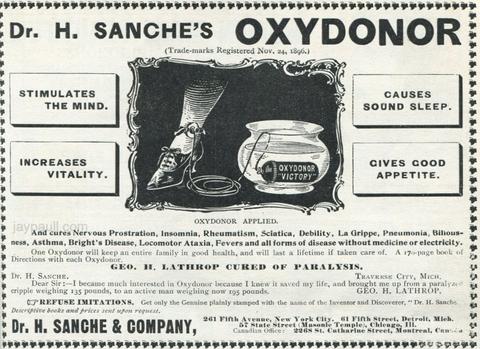 Dr. H. SANCHE'S OXYDONOR
(Trade-marks Registered Nov. 24, 1896.)
STIMULATES
THE MIND.
CAUSES
SOUND SLEEP.
INCREASES
VITALITY.
GIVES GOOD
APPETITE.
OXYDONOR
"VICTORY"
jaypaull.com
OXYDONOR APPLIED.
And cures Nervous Prostration, Insomnia, Rheumatism, Sciatica, Debility, La Grippe, Pneumonia, Bilious-
ness, Asthma, Bright's Disease, Locomotor Ataxia, Fevers and all forms of disease without medicine or electricity.
One Oxydonor will keep an entire family in good health, and will last a lifetime if taken care of. A 170-page book of
Directions with each Oxydonor.
GEO. H. LATHROP CURED OF PARALYSIS.
Dr. H. SANCHE. TRAVERSE CITY, MICH.
Dear Sir:—I became much interested in Oxydonor because I knew it saved my life, and brought me up from a paralyzed
cripple weighing 135 pounds, to an active man weighing now 195 pounds. GEO. H. LATHROP,
☞REFUSE IMITATIONS. Get only the Genuine plainly stamped with the name of the Inventor and Discoverer, "Dr. H. Sanche.
Descriptive books and prices sent upon request.
Dr. H. SANCHE & COMPANY,
261 Fifth Avenue, New York City. 61 Fifth Street, Detroit, Mich.
57 State Street (Masonic Temple), Chicago, Ill.
Canadian Office: 2268 St. Catharine Street, Montreal,